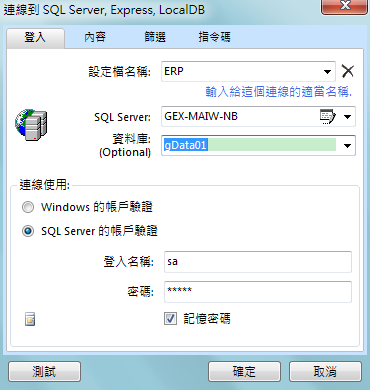 連線到 SQL Server, Express, LocalDB
登入 內容 篩選 指令碼
設定檔名稱: ERP
輸入給這個連線的適當名稱.
SQL Server: GEX-MAIW-NB
資料庫: gData01
(Optional)
連線使用:
Windows 的帳戶驗證
SQL Server 的帳戶驗證
登入名稱: sa
密碼: *****
記憶密碼
測試 確定 取消